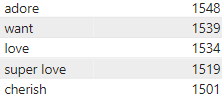 adore 1548
want 1539
love 1534
super love 1519
cherish 1501